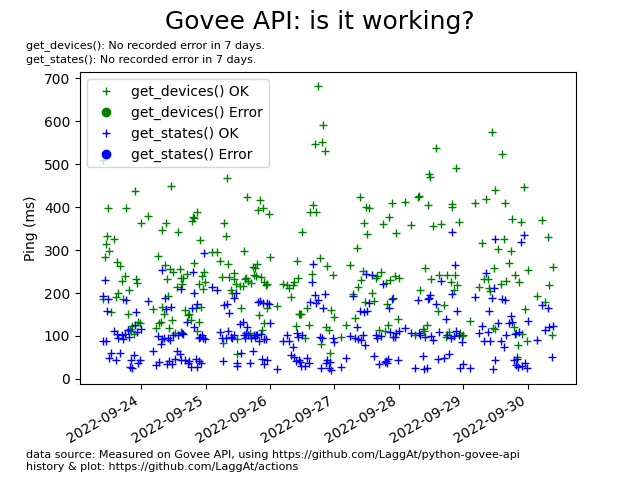 Govee API: is it working?
get_devices(): No recorded error in 7 days.
get_states(): No recorded error in 7 days.
700
600
500
400
300
200
100
0
Ping (ms)
get_devices() OK
get_devices() Error
get_states() OK
get_states() Error
2022-09-24
2022-09-25
2022-09-26
2022-09-27
2022-09-28
2022-09-29
2022-09-30
data source: Measured on Govee API, using https://github.com/LaggAt/python-govee-api
history & plot: https://github.com/LaggAt/actions